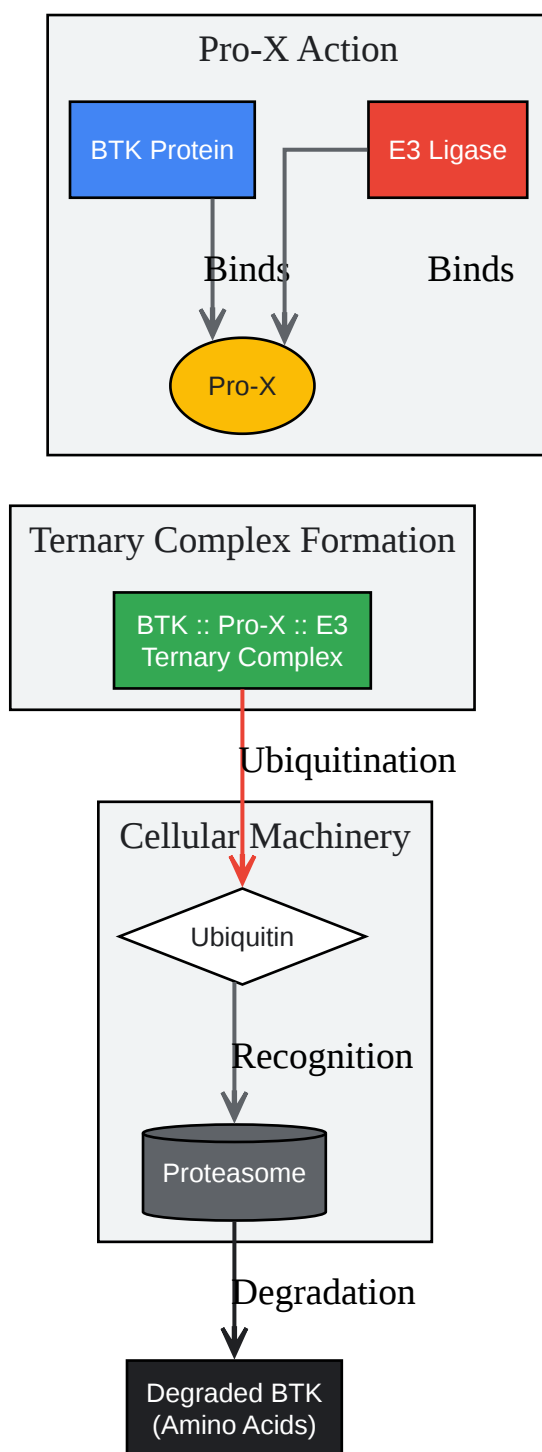 Pro-X Action
BTK Protein
E3 Ligase
Binds
Binds
Pro-X
Ternary Complex Formation
BTK :: Pro-X :: E3
Ternary Complex
Ubiquitination
Cellular Machinery
Ubiquitin
Recognition
Proteasome
Degradation
Degraded BTK
(Amino Acids)